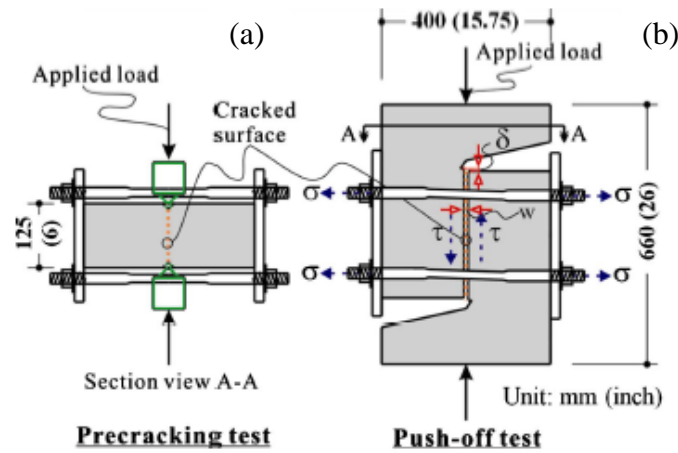 (a)
400 (15.75)
(b)
Applied load
Applied load
Cracked
surface
A
A
δ
σ
σ
w
125
(6)
τ
τ
660 (26)
σ
σ
Section view A-A
Unit: mm (inch)
Precracking test
Push-off test